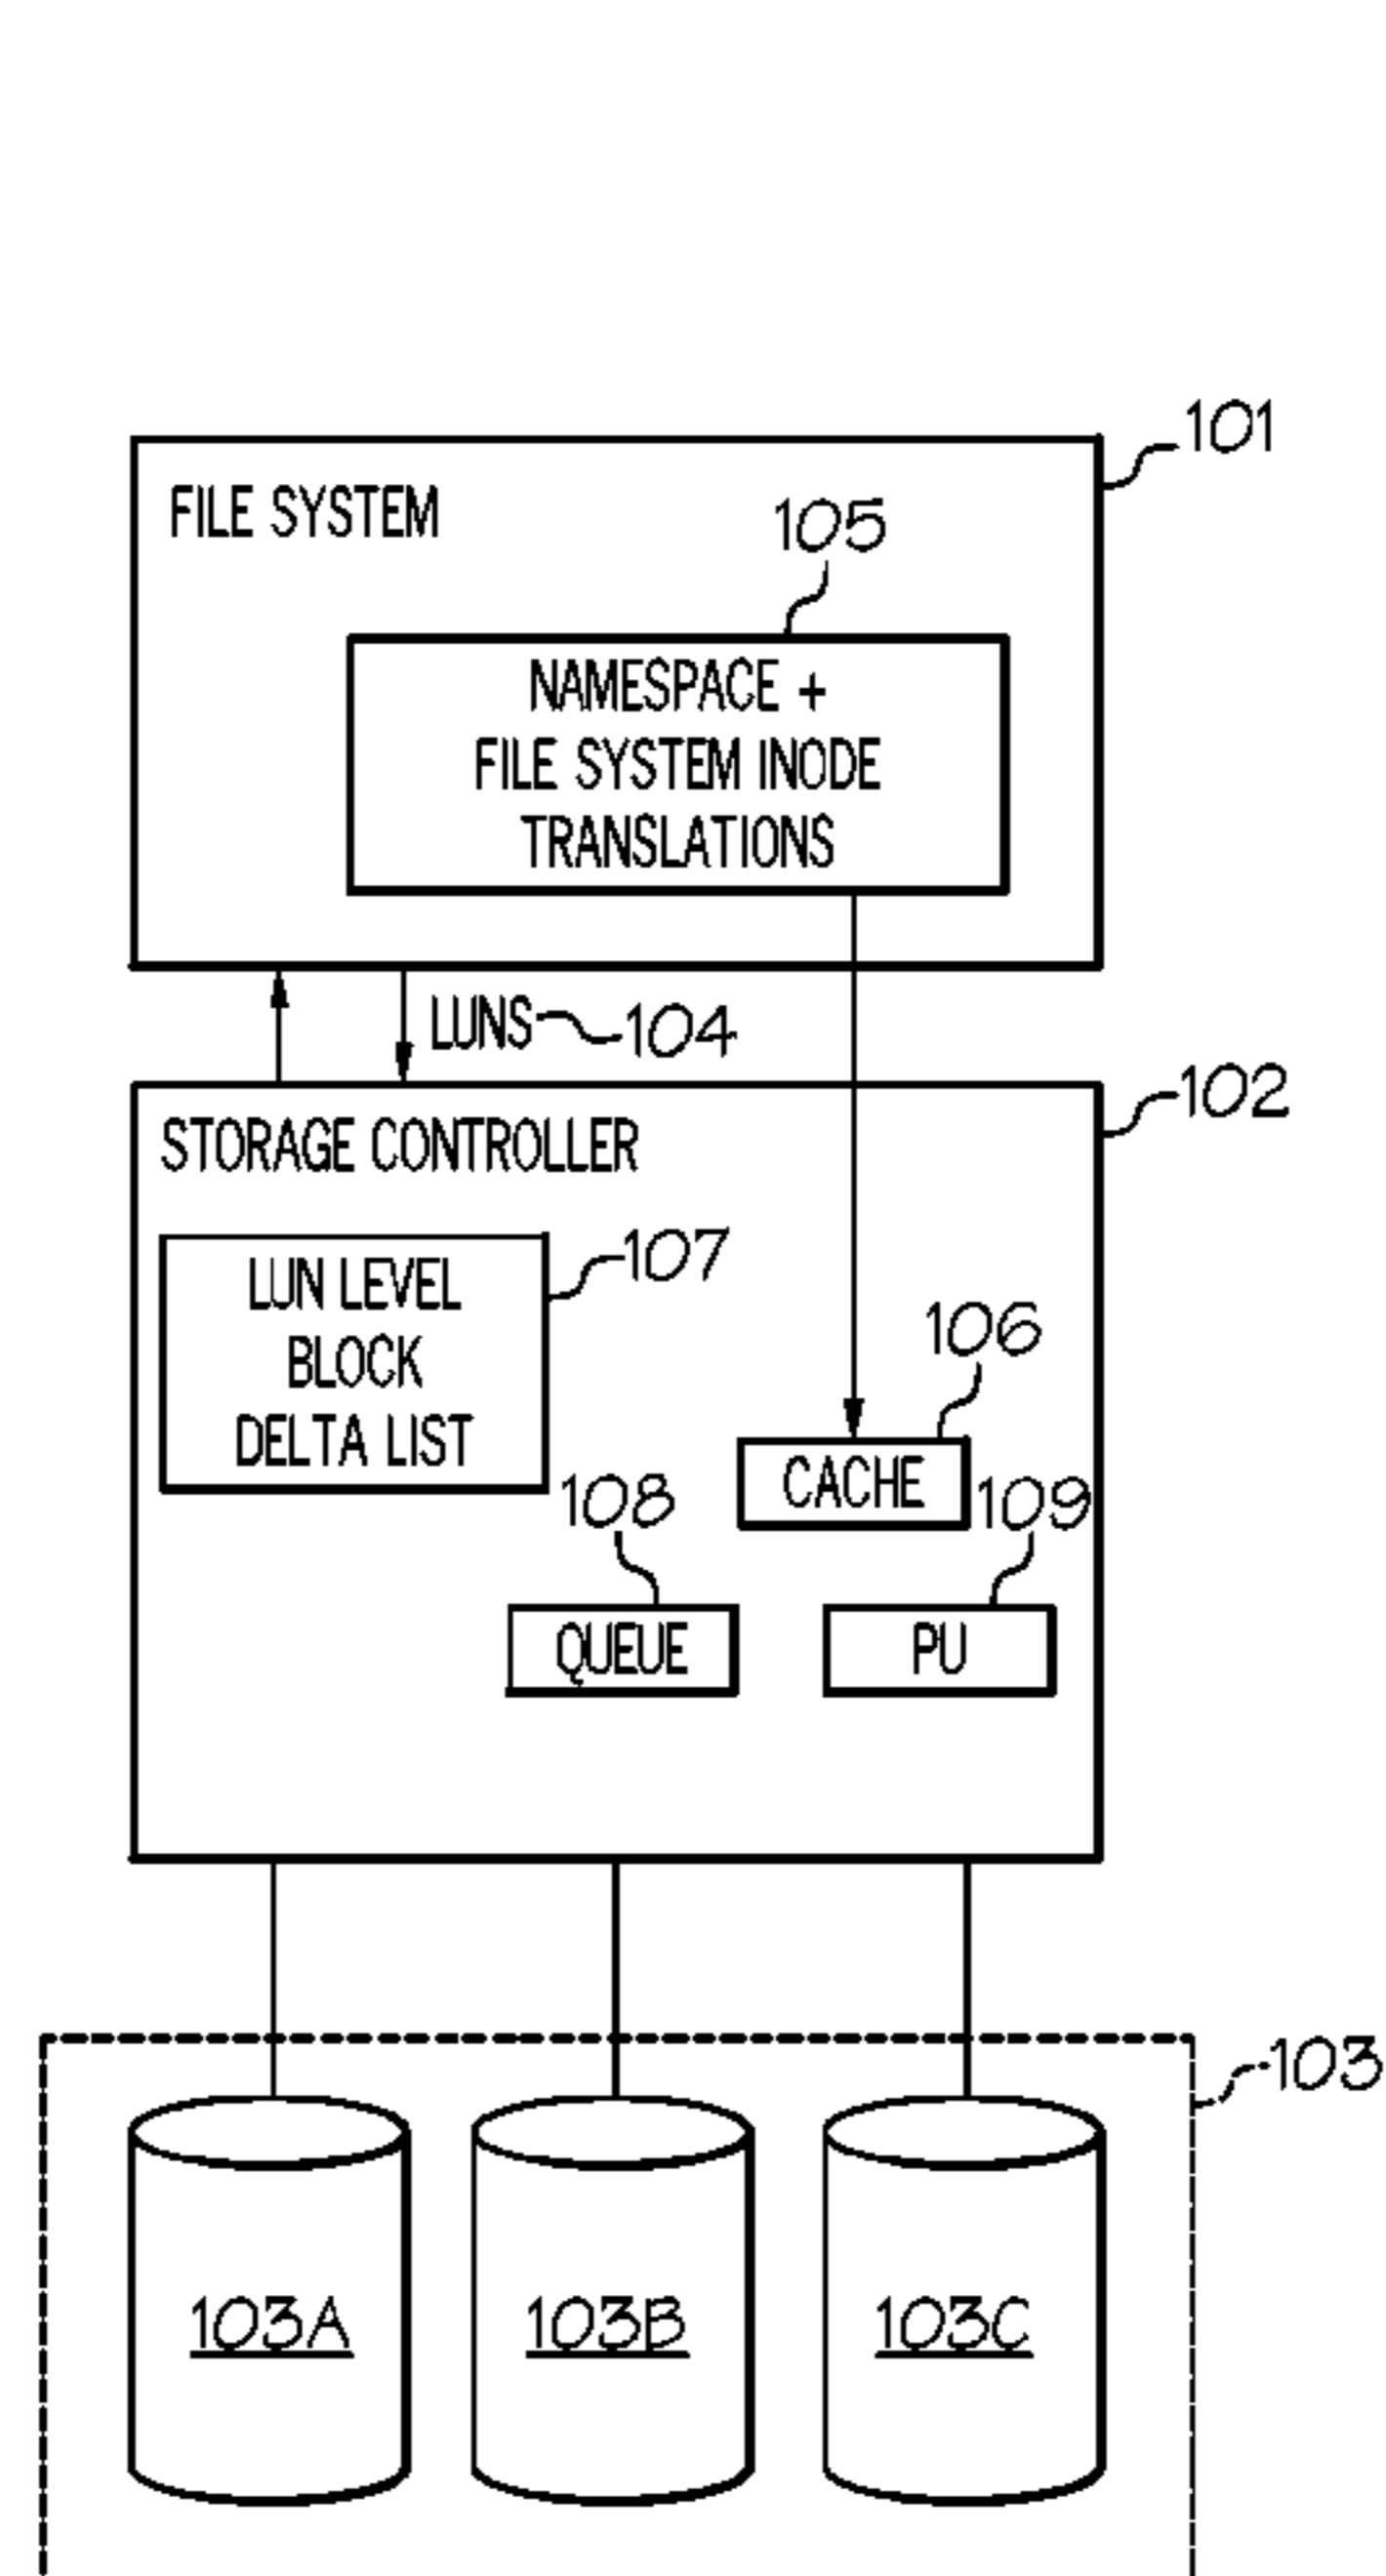 101
FILE SYSTEM
105
NAMESPACE +
FILE SYSTEM INODE
TRANSLATIONS
LUNS 104
102
STORAGE CONTROLLER
107
LUN LEVEL
BLOCK
DELTA LIST
106
CACHE
108
109
QUEUE
PU
103
103A
103B
103C